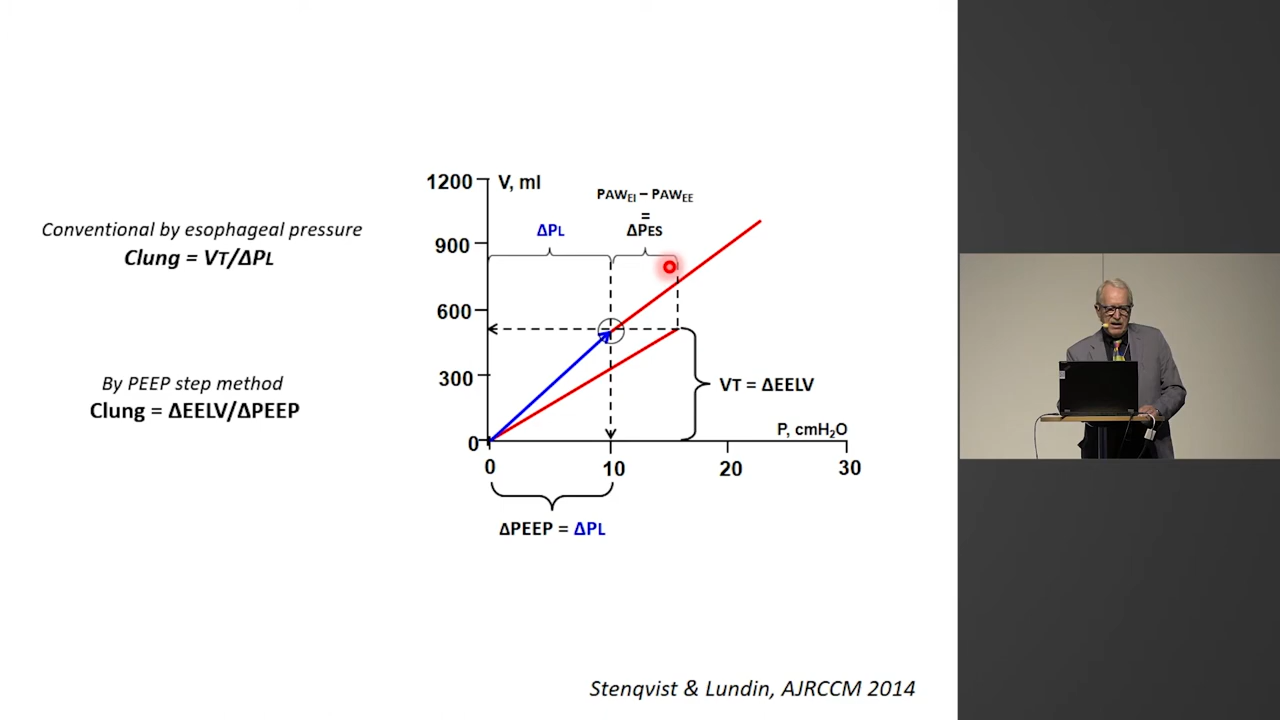 Conventional by esophageal pressure
Clung = VT/ΔPL
By PEEP step method
Clung = ΔEELV/ΔPEEP
1200
V, ml
PAWEI – PAWEE
=
ΔPL
ΔPES
900
600
300
VT = ΔEELV
P, cmH2O
0
0
10
20
30
ΔPEEP = ΔPL
Stenqvist & Lundin, AJRCCM 2014